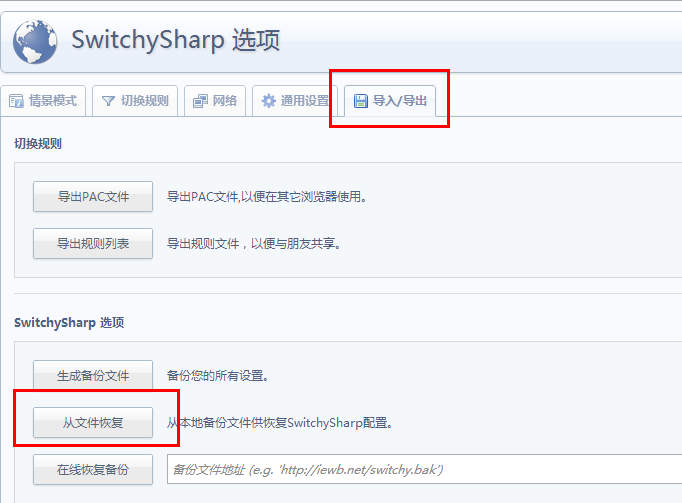 SwitchySharp 选项
情景模式 切换规则 网络 通用设置 导入/导出
切换规则
导出PAC文件 导出PAC文件,以便在其它浏览器使用。
导出规则列表 导出规则文件，以便与朋友共享。
SwitchySharp 选项
生成备份文件 备份您的所有设置。
从文件恢复 从本地备份文件供恢复SwitchySharp配置。
在线恢复备份 备份文件地址 (e.g. 'http://iewb.net/switchy.bak')